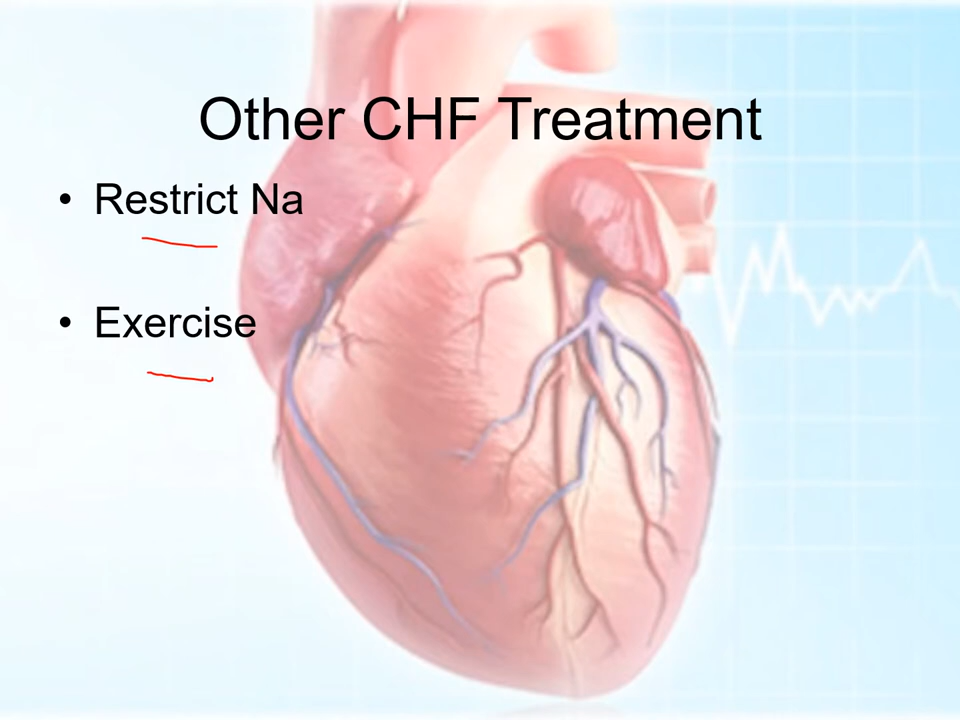 Other CHF Treatment
• Restrict Na
• Exercise